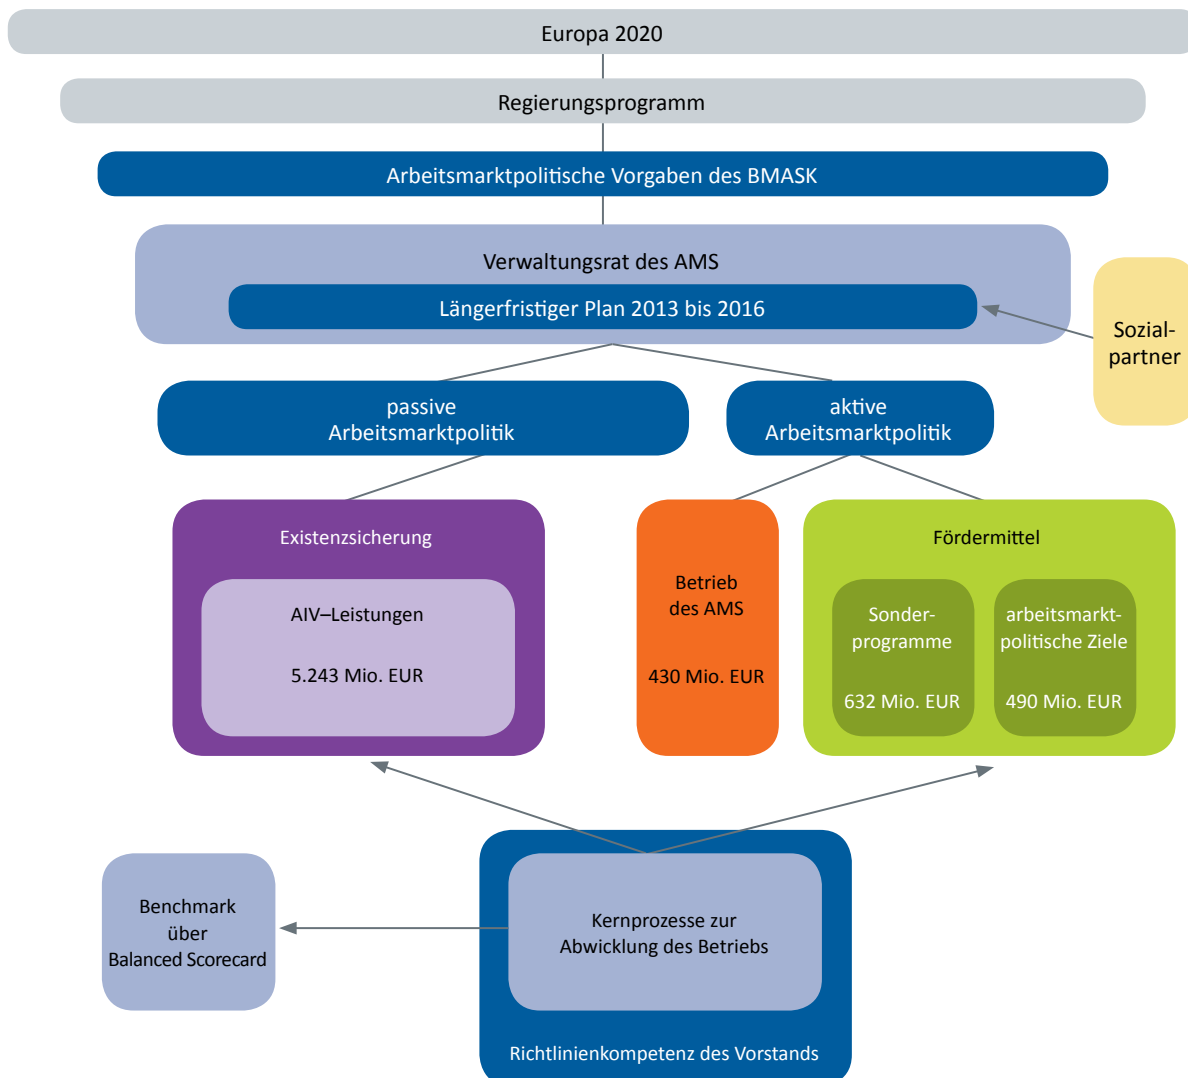 Europa 2020
Regierungsprogramm
Arbeitsmarktpolitische Vorgaben des BMASK
Verwaltungsrat des AMS
Längerfristiger Plan 2013 bis 2016
Sozial-
partner
passive
Arbeitsmarktpolitik
aktive
Arbeitsmarktpolitik
Existenzsicherung
AlV–Leistungen
5.243 Mio. EUR
Betrieb
des AMS
430 Mio. EUR
Fördermittel
Sonder-
programme
632 Mio. EUR
arbeitsmarkt-
politische Ziele
490 Mio. EUR
Benchmark
über
Balanced Scorecard
Kernprozesse zur
Abwicklung des Betriebs
Richtlinienkompetenz des Vorstands